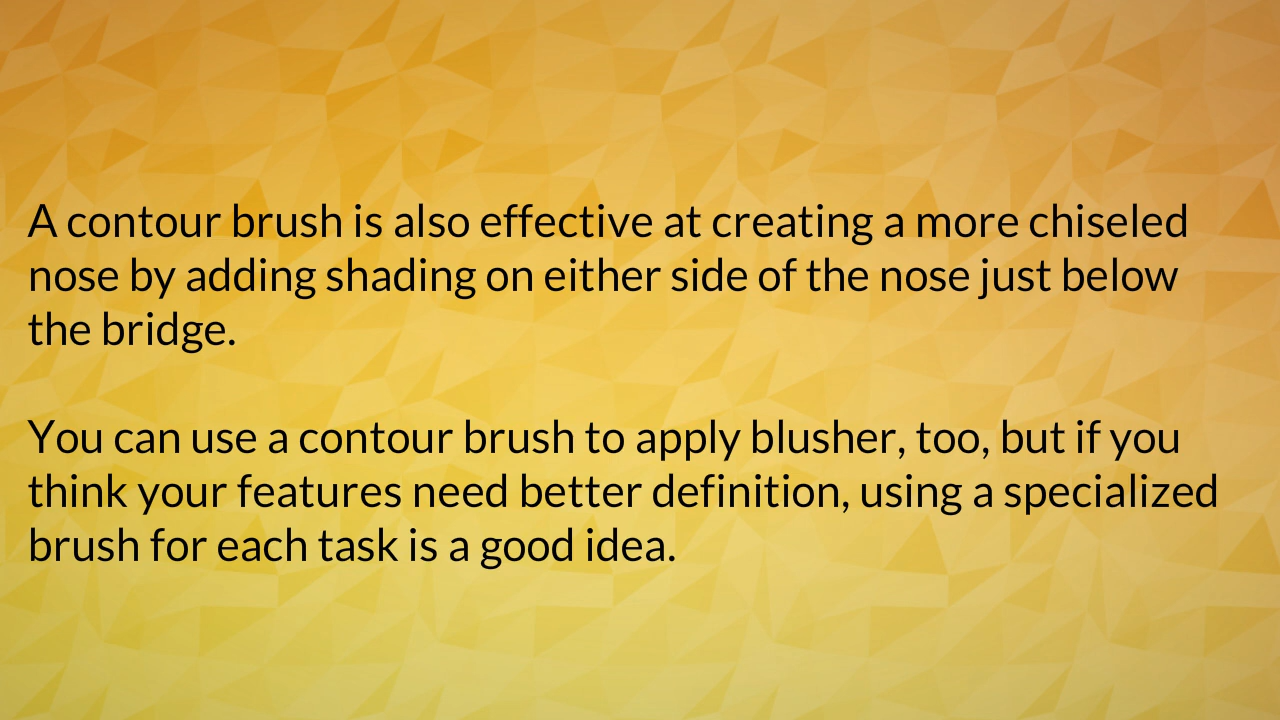 A contour brush is also effective at creating a more chiseled
nose by adding shading on either side of the nose just below
the bridge.
You can use a contour brush to apply blusher, too, but if you
think your features need better definition, using a specialized
brush for each task is a good idea.